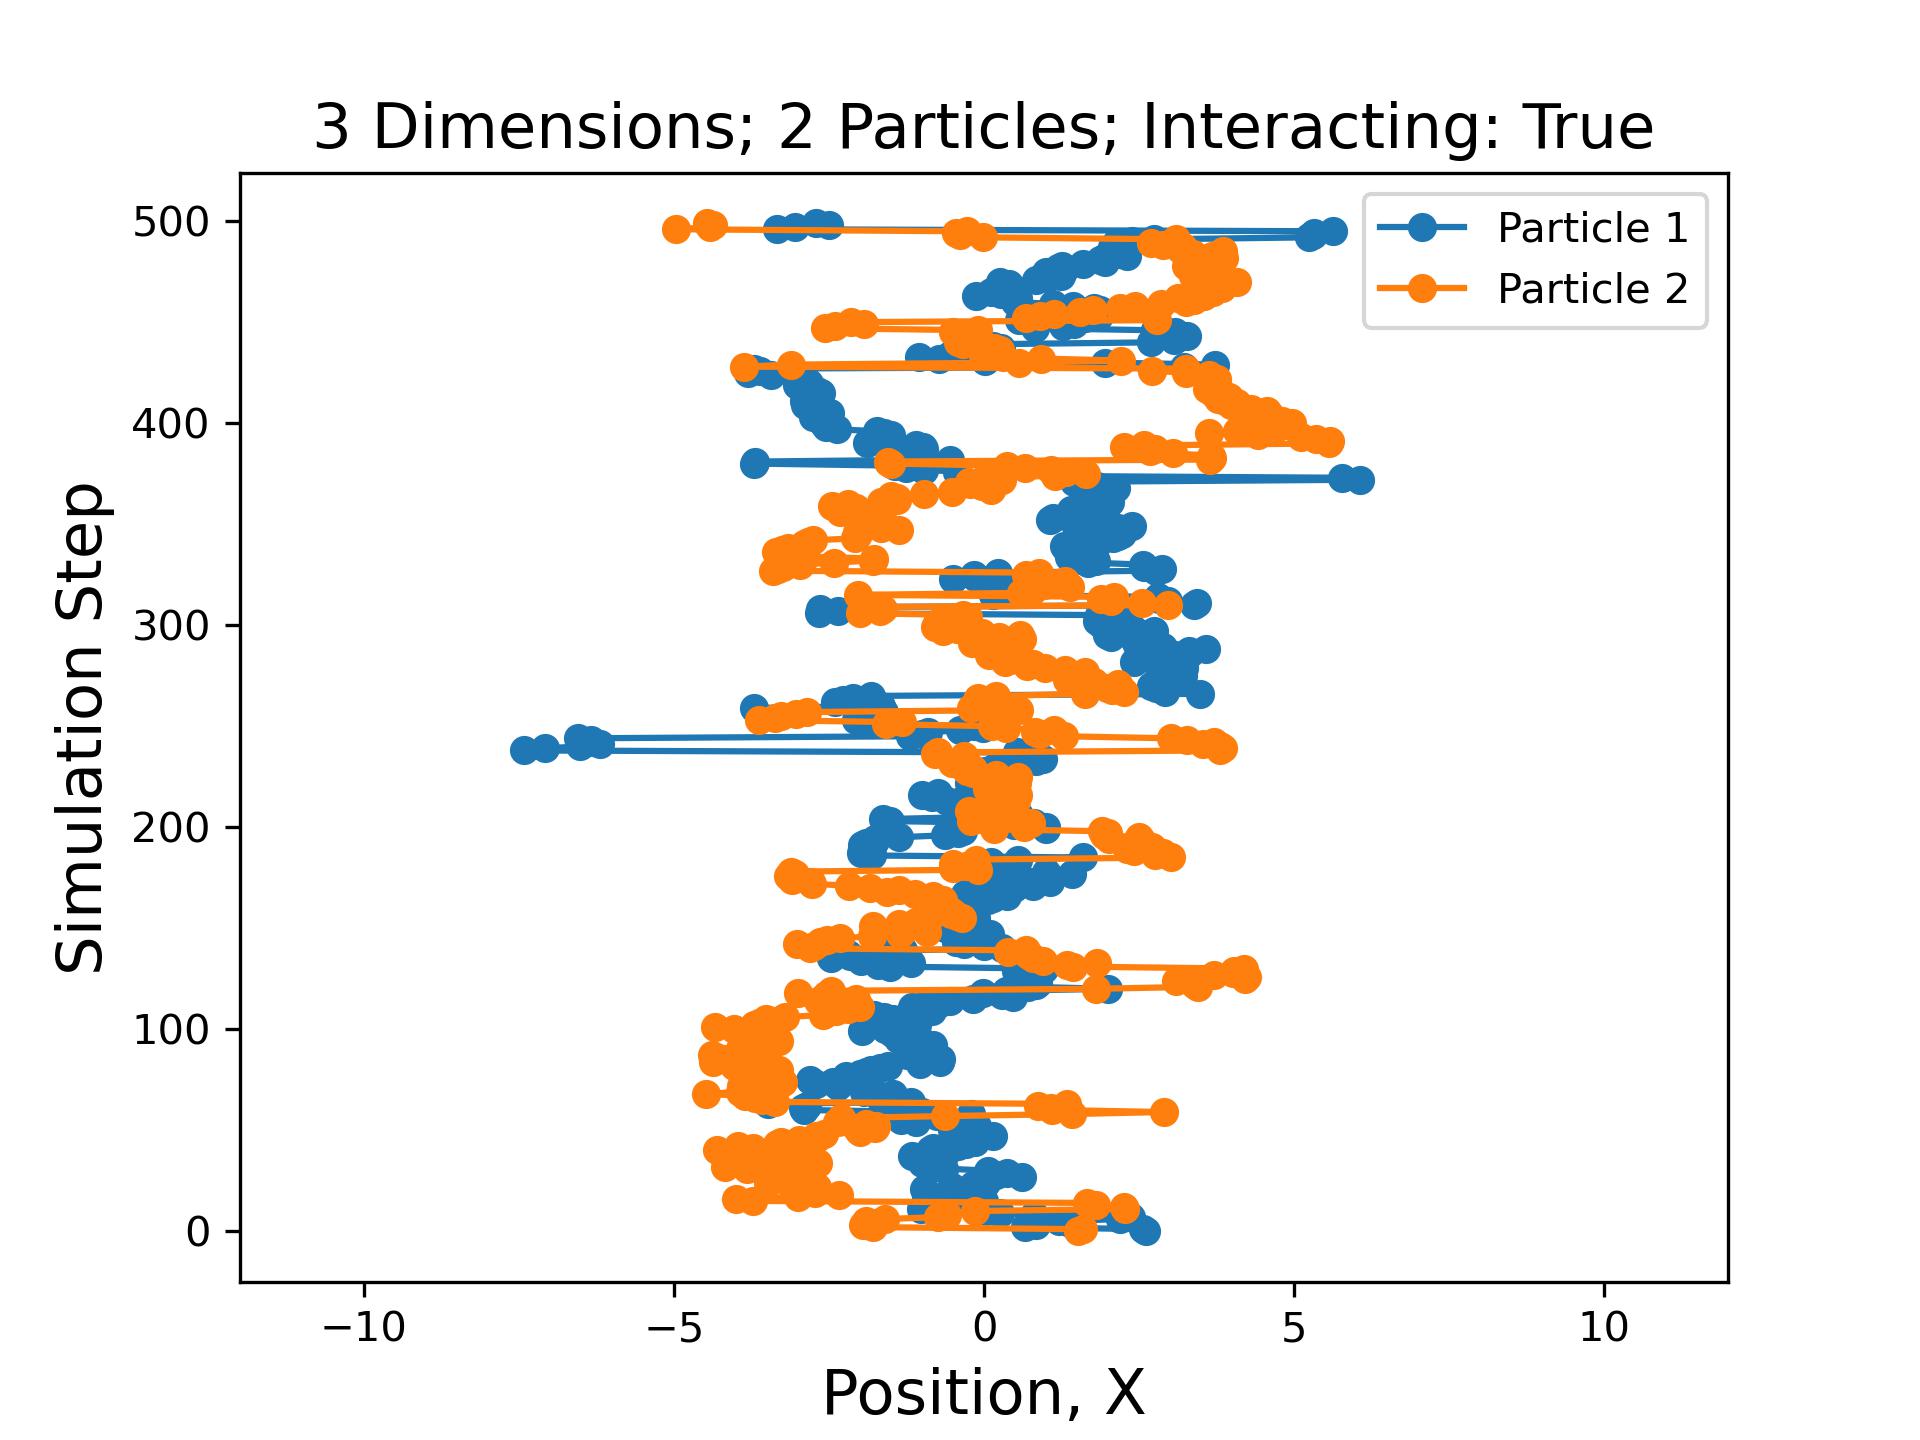 3 Dimensions; 2 Particles; Interacting: True
Particle 1
Particle 2
Simulation Step
500
400
300
200
100
0
−10
−5
0
5
10
Position, X